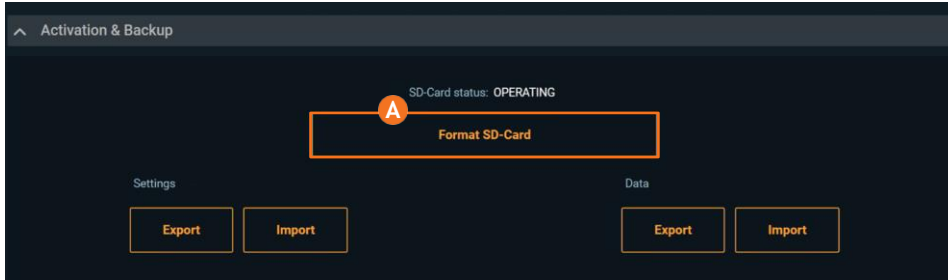 Activation & Backup
SD-Card status: OPERATING
A
Format SD-Card
Settings
Data
Export
Import
Export
Import